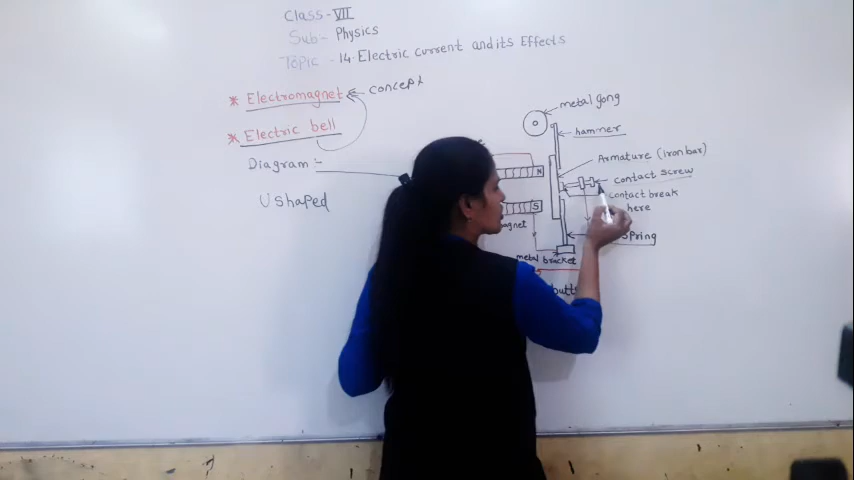 Class - VII
Sub:- Physics
Topic - 14. Electric current and its Effects
* Electromagnet ← concept
* Electric bell
Diagram :-
U shaped
metal gong
hammer
Armature (iron bar)
contact screw
contact break
here
spring
N
S
metal bracket